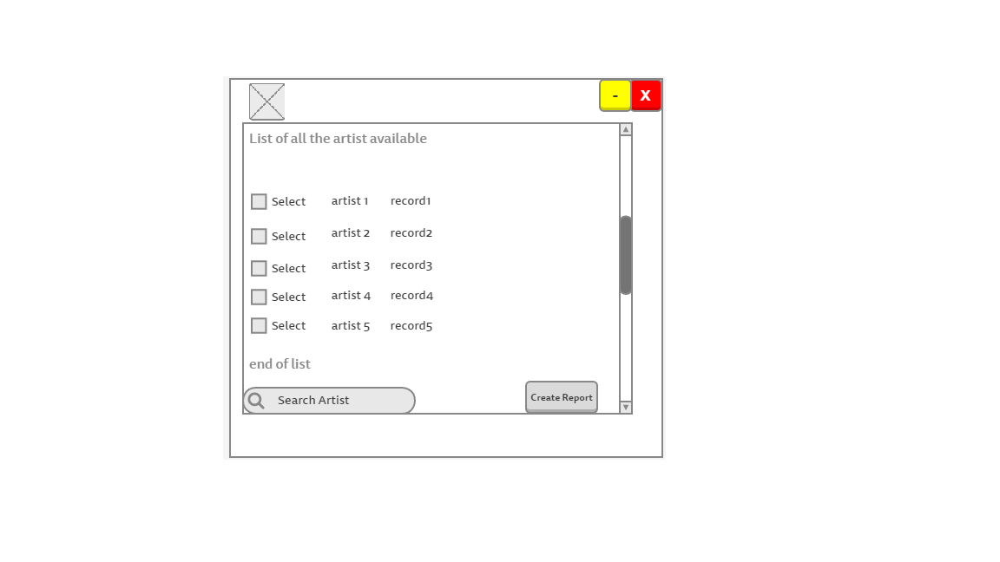 - X
List of all the artist available
Select artist 1 record1
Select artist 2 record2
Select artist 3 record3
Select artist 4 record4
Select artist 5 record5
end of list
Search Artist Create Report